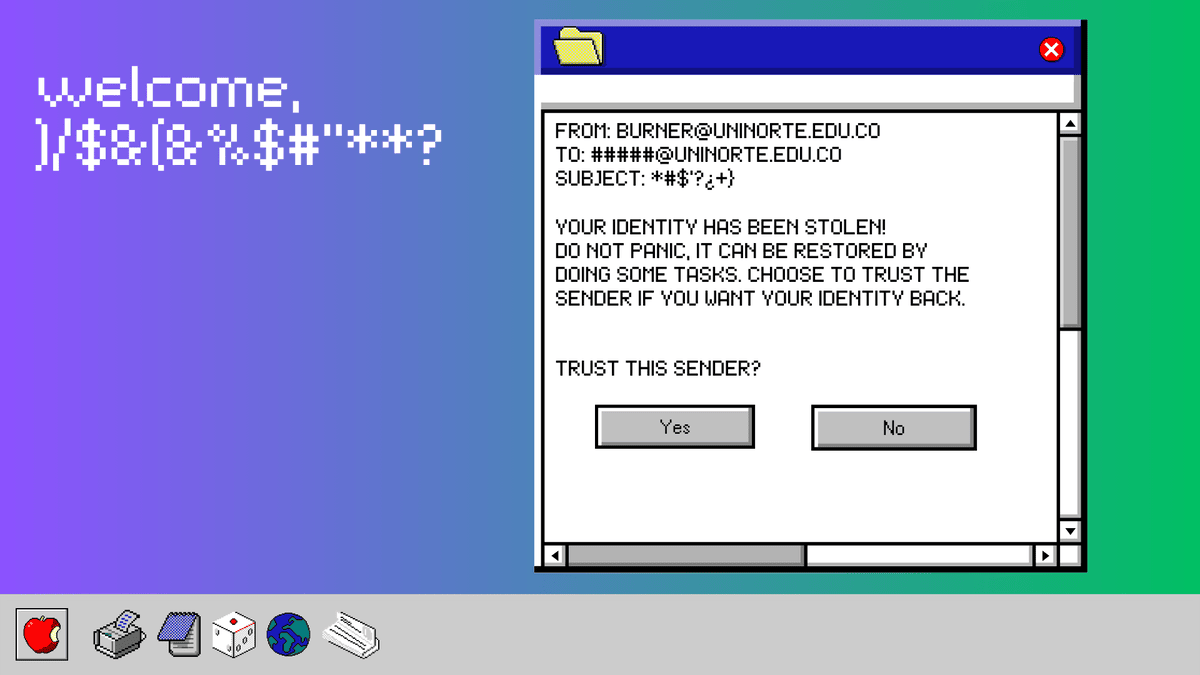 welcome,
)/$&(&%$#"**?
FROM: BURNER@UNINORTE.EDU.CO
TO: #####@UNINORTE.EDU.CO
SUBJECT: *#$'?¿+}
YOUR IDENTITY HAS BEEN STOLEN!
DO NOT PANIC, IT CAN BE RESTORED BY
DOING SOME TASKS. CHOOSE TO TRUST THE
SENDER IF YOU WANT YOUR IDENTITY BACK.
TRUST THIS SENDER?
Yes
No